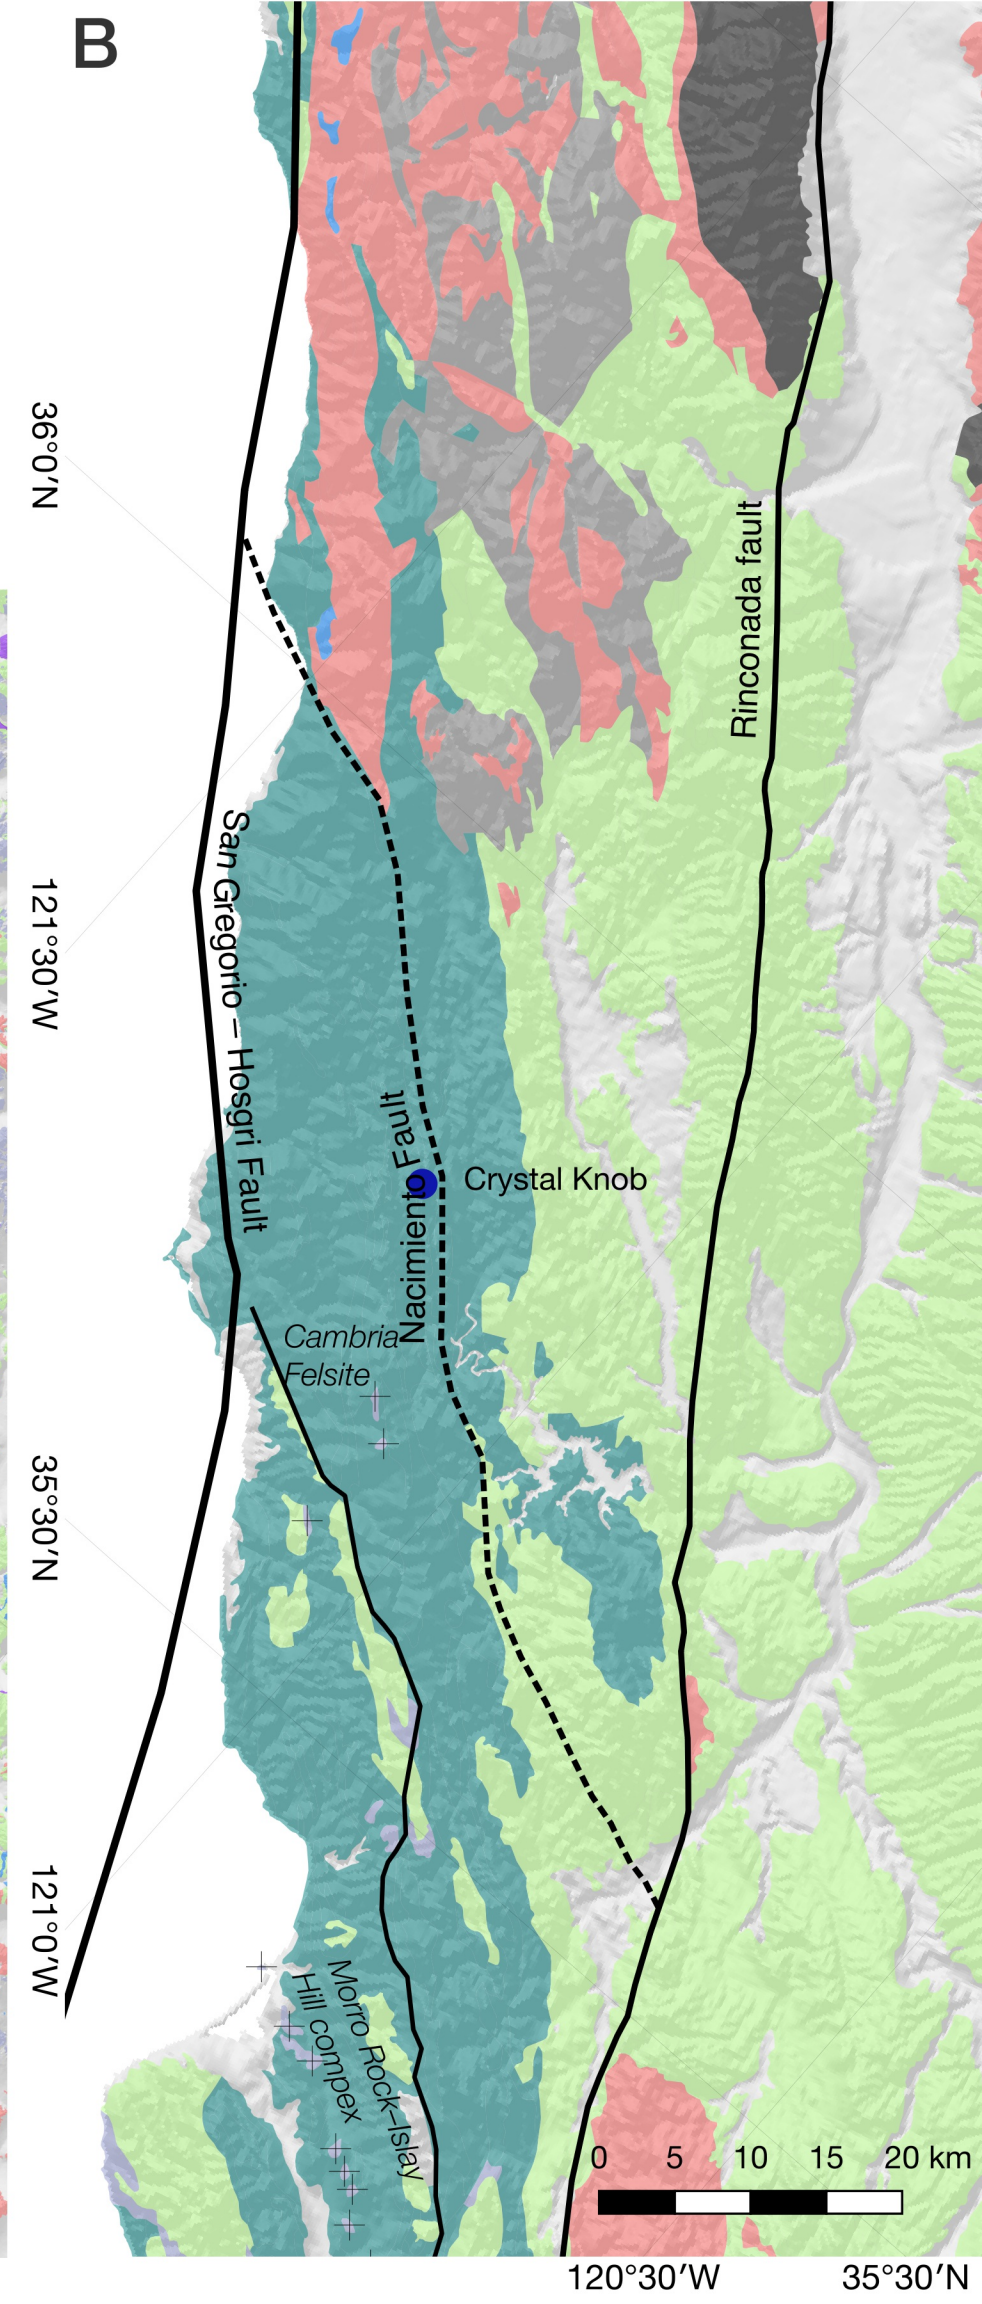 B
36°0′N
Rinconada fault
San Gregorio – Hosgri Fault
121°30′W
Nacimiento Fault
Crystal Knob
Cambria
Felsite
35°30′N
121°0′W
Morro Rock–Islay
Hill compex
0 5 10 15 20 km
120°30′W 35°30′N